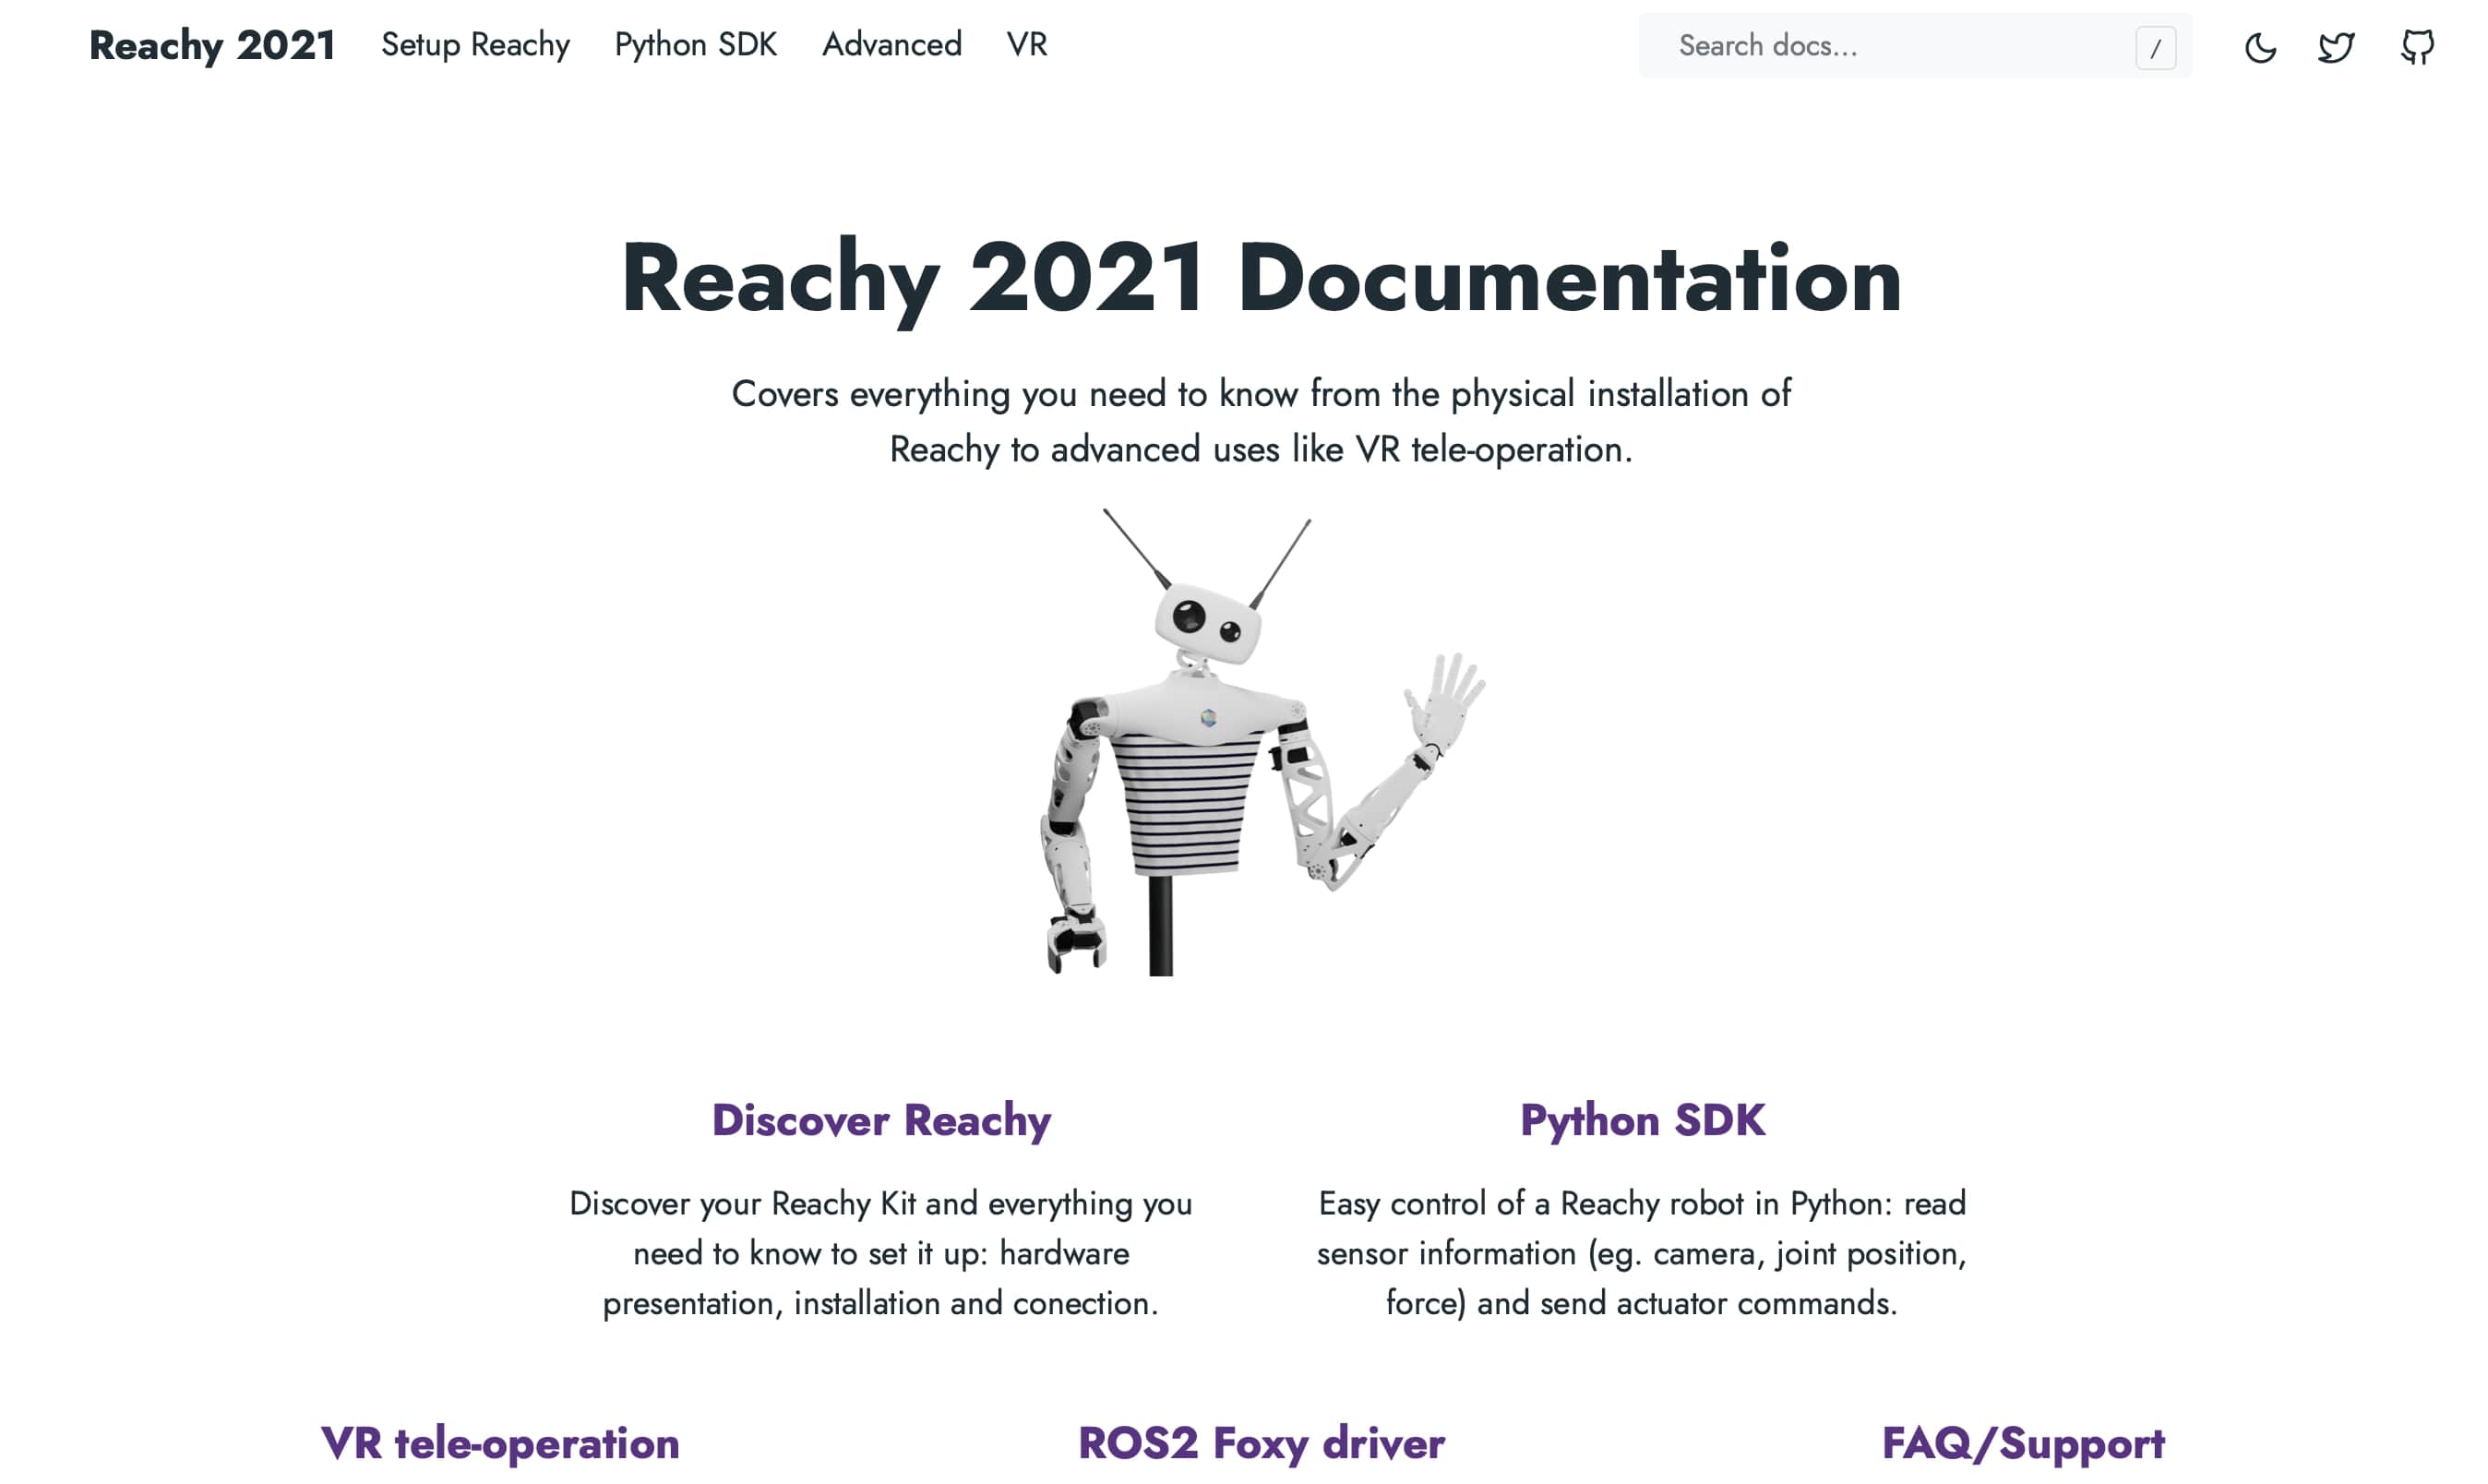 Reachy 2021 Setup Reachy Python SDK Advanced VR Search docs... /
Reachy 2021 Documentation
Covers everything you need to know from the physical installation of
Reachy to advanced uses like VR tele-operation.
Discover Reachy
Discover your Reachy Kit and everything you
need to know to set it up: hardware
presentation, installation and conection.
Python SDK
Easy control of a Reachy robot in Python: read
sensor information (eg. camera, joint position,
force) and send actuator commands.
VR tele-operation
ROS2 Foxy driver
FAQ/Support